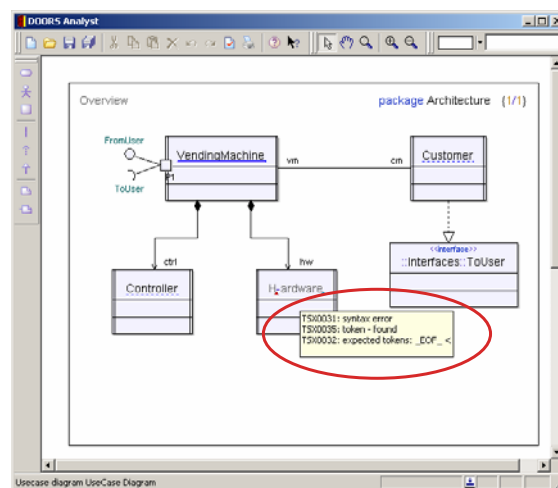 DOORS Analyst
Overview
package Architecture {1/1}
FromUser
VendingMachine
vm
cm
Customer
P1
ToUser
<<interface>>
::Interfaces::ToUser
ctrl
hw
Controller
H-ardware
TSX0031: syntax error
TSX0035: token - found
TSX0032: expected tokens: _EOF_ <
Usecase diagram UseCase Diagram